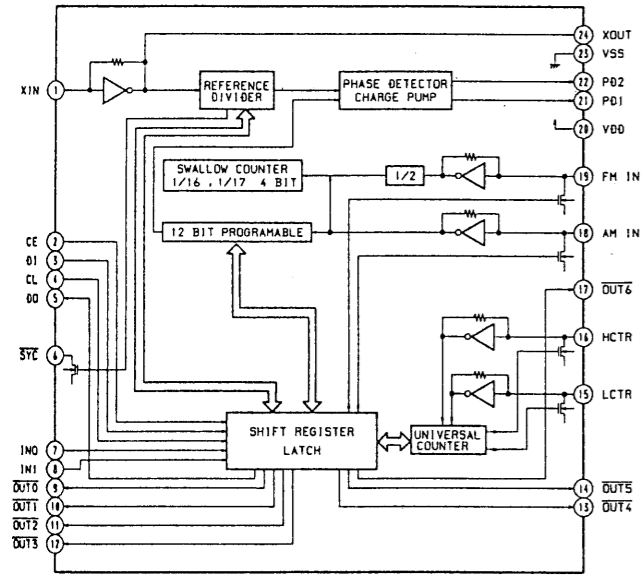 24 XOUT
23 VSS
XIN 1
REFERENCE
DIVIDER
PHASE DETECTOR
CHARGE PUMP
22 PD2
21 PD1
20 VDD
SWALLOW COUNTER
1/16 , 1/17 4 BIT
1/2
19 FM IN
12 BIT PROGRAMABLE
18 AM IN
CE 2
DI 3
CL 4
DO 5
17 OUT6
SYC 6
16 HCTR
15 LCTR
SHIFT REGISTER
LATCH
UNIVERSAL
COUNTER
IN0 7
IN1 8
OUT0 9
OUT1 10
OUT2 11
OUT3 12
14 OUT5
13 OUT4